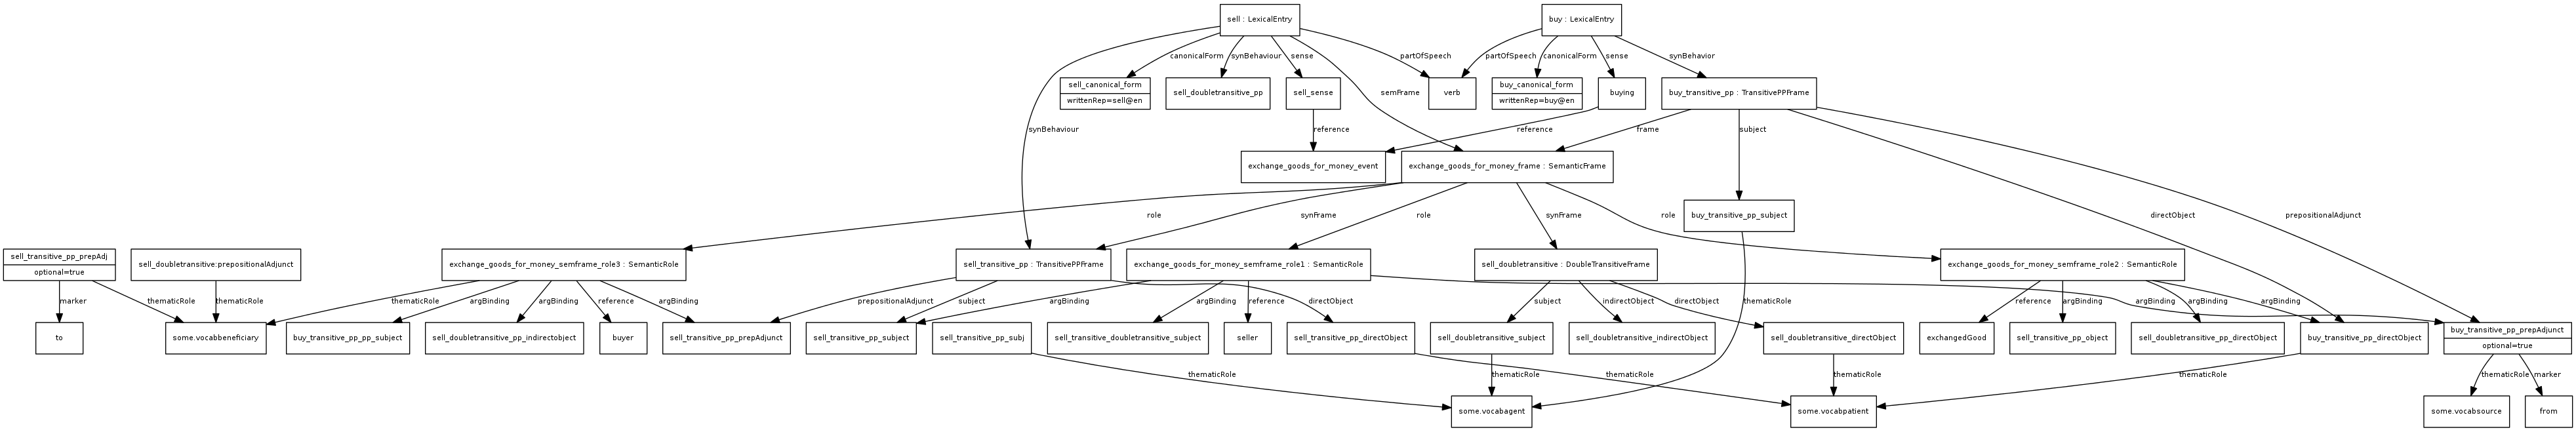 sell : LexicalEntry
buy : LexicalEntry
canonicalForm
synBehaviour
sense
partOfSpeech
partOfSpeech
canonicalForm
sense
synBehavior
sell_canonical_form
writtenRep=sell@en
sell_doubletransitive_pp
sell_sense
semFrame
verb
buy_canonical_form
writtenRep=buy@en
buying
buy_transitive_pp : TransitivePPFrame
synBehaviour
reference
reference
frame
subject
exchange_goods_for_money_event
exchange_goods_for_money_frame : SemanticFrame
role
synFrame
role
synFrame
role
buy_transitive_pp_subject
directObject
prepositionalAdjunct
sell_transitive_pp_prepAdj
optional=true
sell_doubletransitive:prepositionalAdjunct
exchange_goods_for_money_semframe_role3 : SemanticRole
sell_transitive_pp : TransitivePPFrame
exchange_goods_for_money_semframe_role1 : SemanticRole
sell_doubletransitive : DoubleTransitiveFrame
exchange_goods_for_money_semframe_role2 : SemanticRole
marker
thematicRole
thematicRole
thematicRole
argBinding
argBinding
reference
argBinding
prepositionalAdjunct
subject
argBinding
argBinding
reference
directObject
subject
indirectObject
directObject
thematicRole
reference
argBinding
argBinding
argBinding
argBinding
to
some.vocabbeneficiary
buy_transitive_pp_pp_subject
sell_doubletransitive_pp_indirectobject
buyer
sell_transitive_pp_prepAdjunct
sell_transitive_pp_subject
sell_transitive_pp_subj
sell_transitive_doubletransitive_subject
seller
sell_transitive_pp_directObject
sell_doubletransitive_subject
sell_doubletransitive_indirectObject
sell_doubletransitive_directObject
exchangedGood
sell_transitive_pp_object
sell_doubletransitive_pp_directObject
buy_transitive_pp_directObject
buy_transitive_pp_prepAdjunct
optional=true
thematicRole
thematicRole
thematicRole
thematicRole
thematicRole
thematicRole
marker
some.vocabagent
some.vocabpatient
some.vocabsource
from